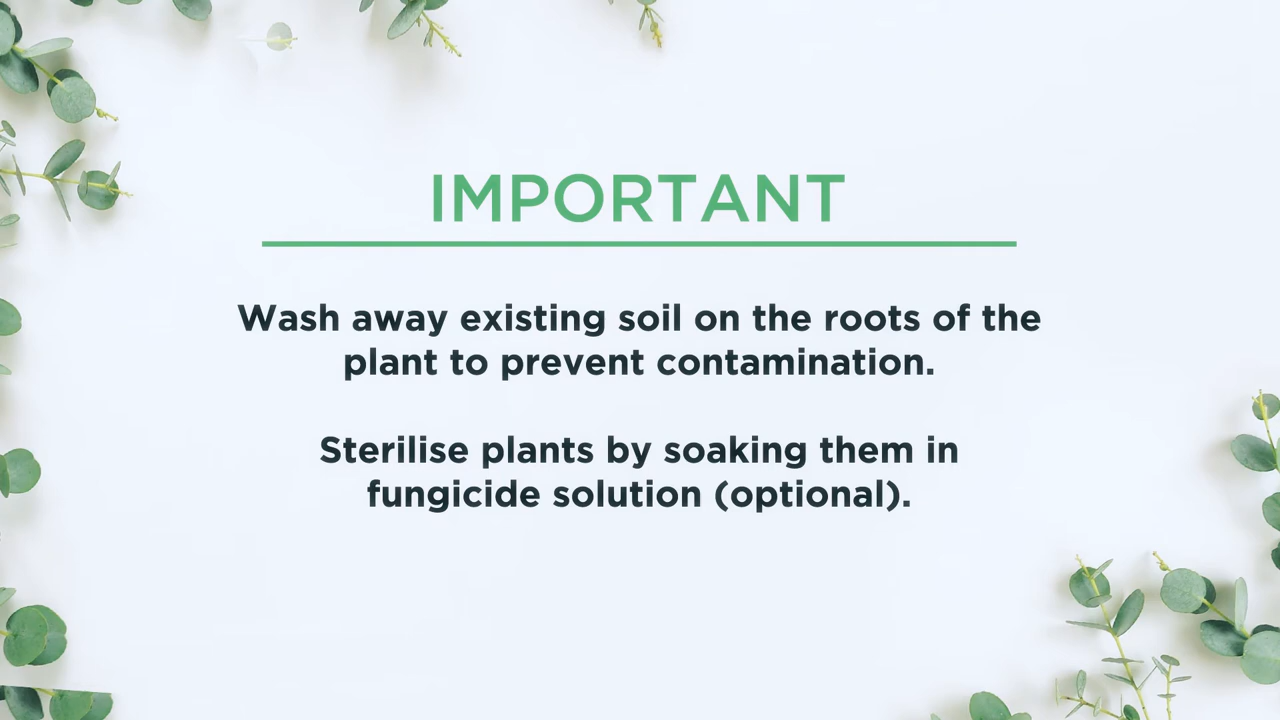 IMPORTANT
Wash away existing soil on the roots of the
plant to prevent contamination.
Sterilise plants by soaking them in
fungicide solution (optional).